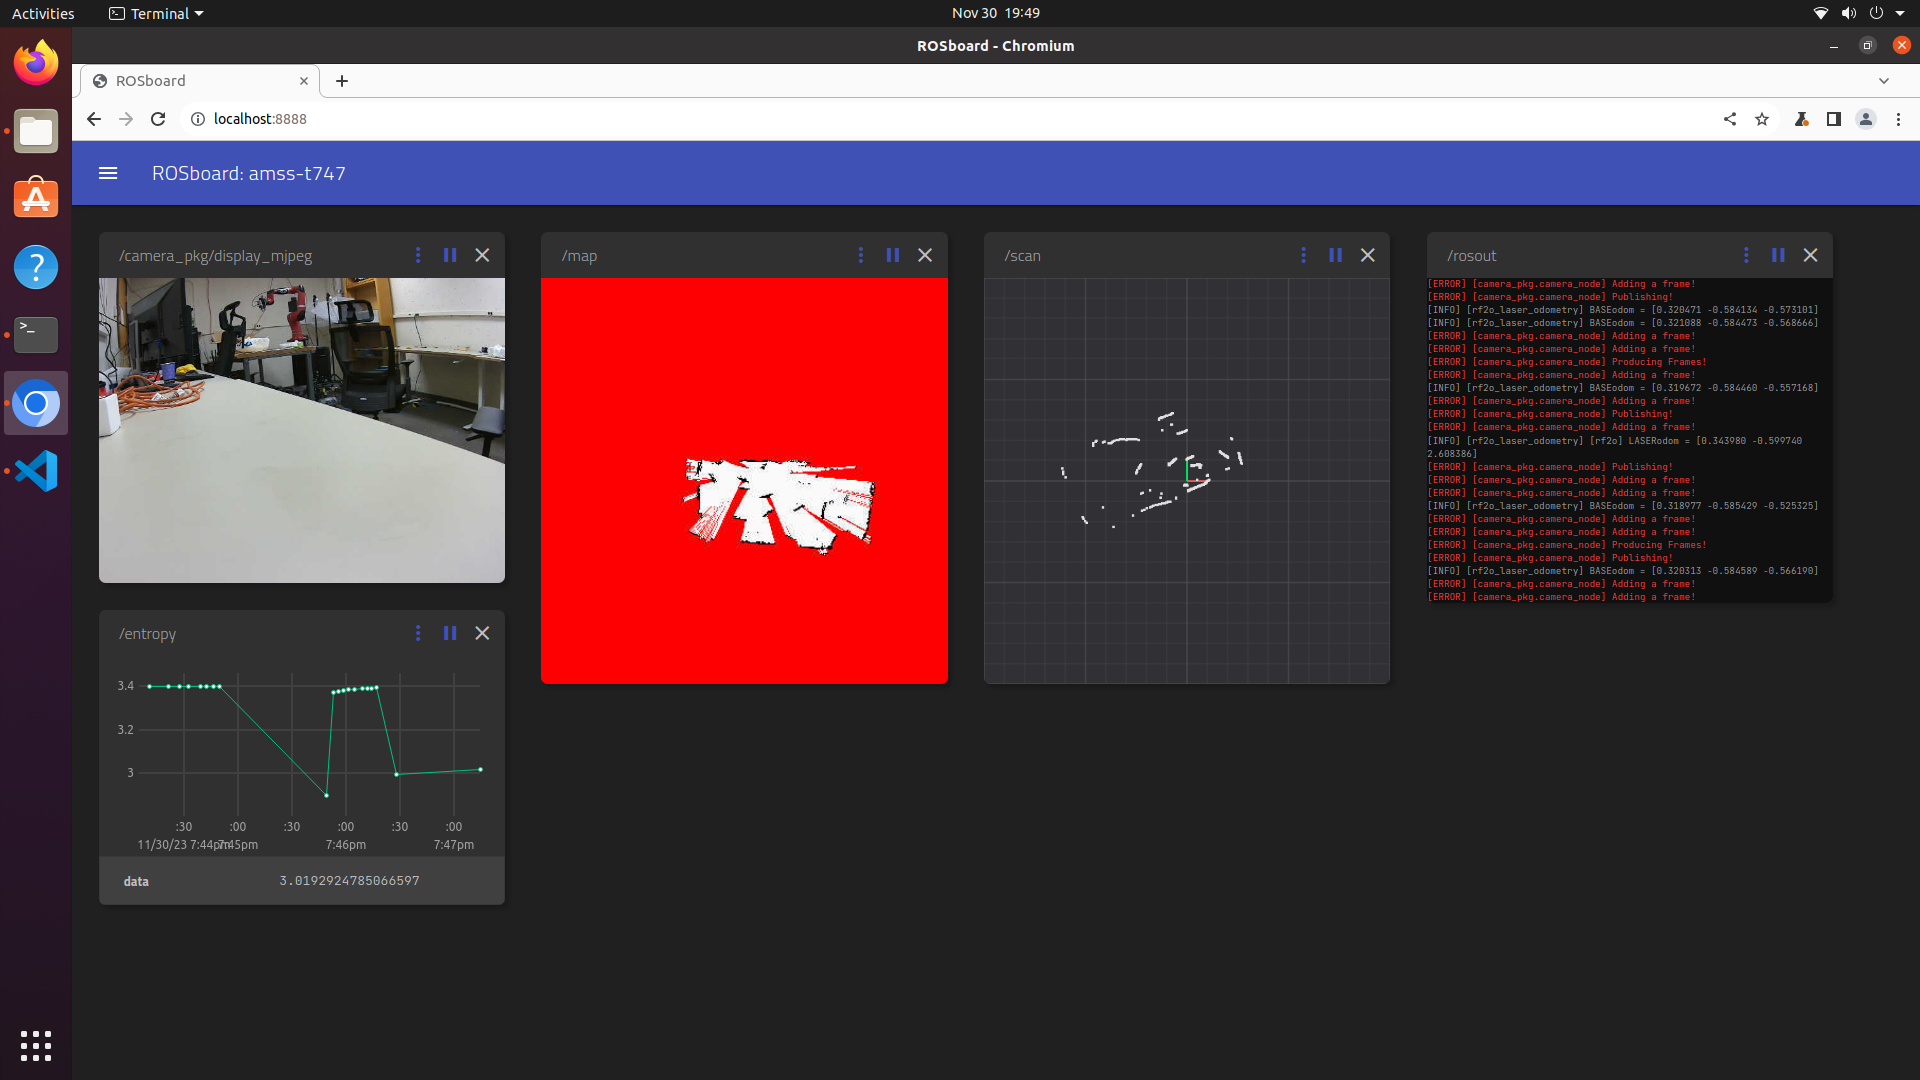 Activities
Terminal
Nov 30 19:49
ROSboard - Chromium
ROSboard
localhost:8888
ROSboard: amss-t747
/camera_pkg/display_mjpeg
/map
/scan
/rosout
[ERROR] [camera_pkg.camera_node] Adding a frame!
[ERROR] [camera_pkg.camera_node] Publishing!
[INFO] [rf2o_laser_odometry] BASEodom = [0.320471 -0.584134 -0.573101]
[INFO] [rf2o_laser_odometry] BASEodom = [0.321088 -0.584473 -0.568666]
[ERROR] [camera_pkg.camera_node] Adding a frame!
[ERROR] [camera_pkg.camera_node] Adding a frame!
[ERROR] [camera_pkg.camera_node] Producing Frames!
[ERROR] [camera_pkg.camera_node] Adding a frame!
[INFO] [rf2o_laser_odometry] BASEodom = [0.319672 -0.584460 -0.557168]
[ERROR] [camera_pkg.camera_node] Adding a frame!
[ERROR] [camera_pkg.camera_node] Publishing!
[ERROR] [camera_pkg.camera_node] Adding a frame!
[INFO] [rf2o_laser_odometry] [rf2o] LASERodom = [0.343980 -0.599740
2.608386]
[ERROR] [camera_pkg.camera_node] Publishing!
[ERROR] [camera_pkg.camera_node] Adding a frame!
[ERROR] [camera_pkg.camera_node] Adding a frame!
[INFO] [rf2o_laser_odometry] BASEodom = [0.318977 -0.585429 -0.525325]
[ERROR] [camera_pkg.camera_node] Adding a frame!
[ERROR] [camera_pkg.camera_node] Adding a frame!
[ERROR] [camera_pkg.camera_node] Producing Frames!
[ERROR] [camera_pkg.camera_node] Publishing!
[INFO] [rf2o_laser_odometry] BASEodom = [0.320313 -0.584589 -0.566190]
[ERROR] [camera_pkg.camera_node] Adding a frame!
[ERROR] [camera_pkg.camera_node] Adding a frame!
/entropy
3.4
3.2
3
:30 :00 :30 :00 :30 :00
11/30/23 7:44pm 7:45pm 7:46pm 7:47pm
data 3.0192924785066597